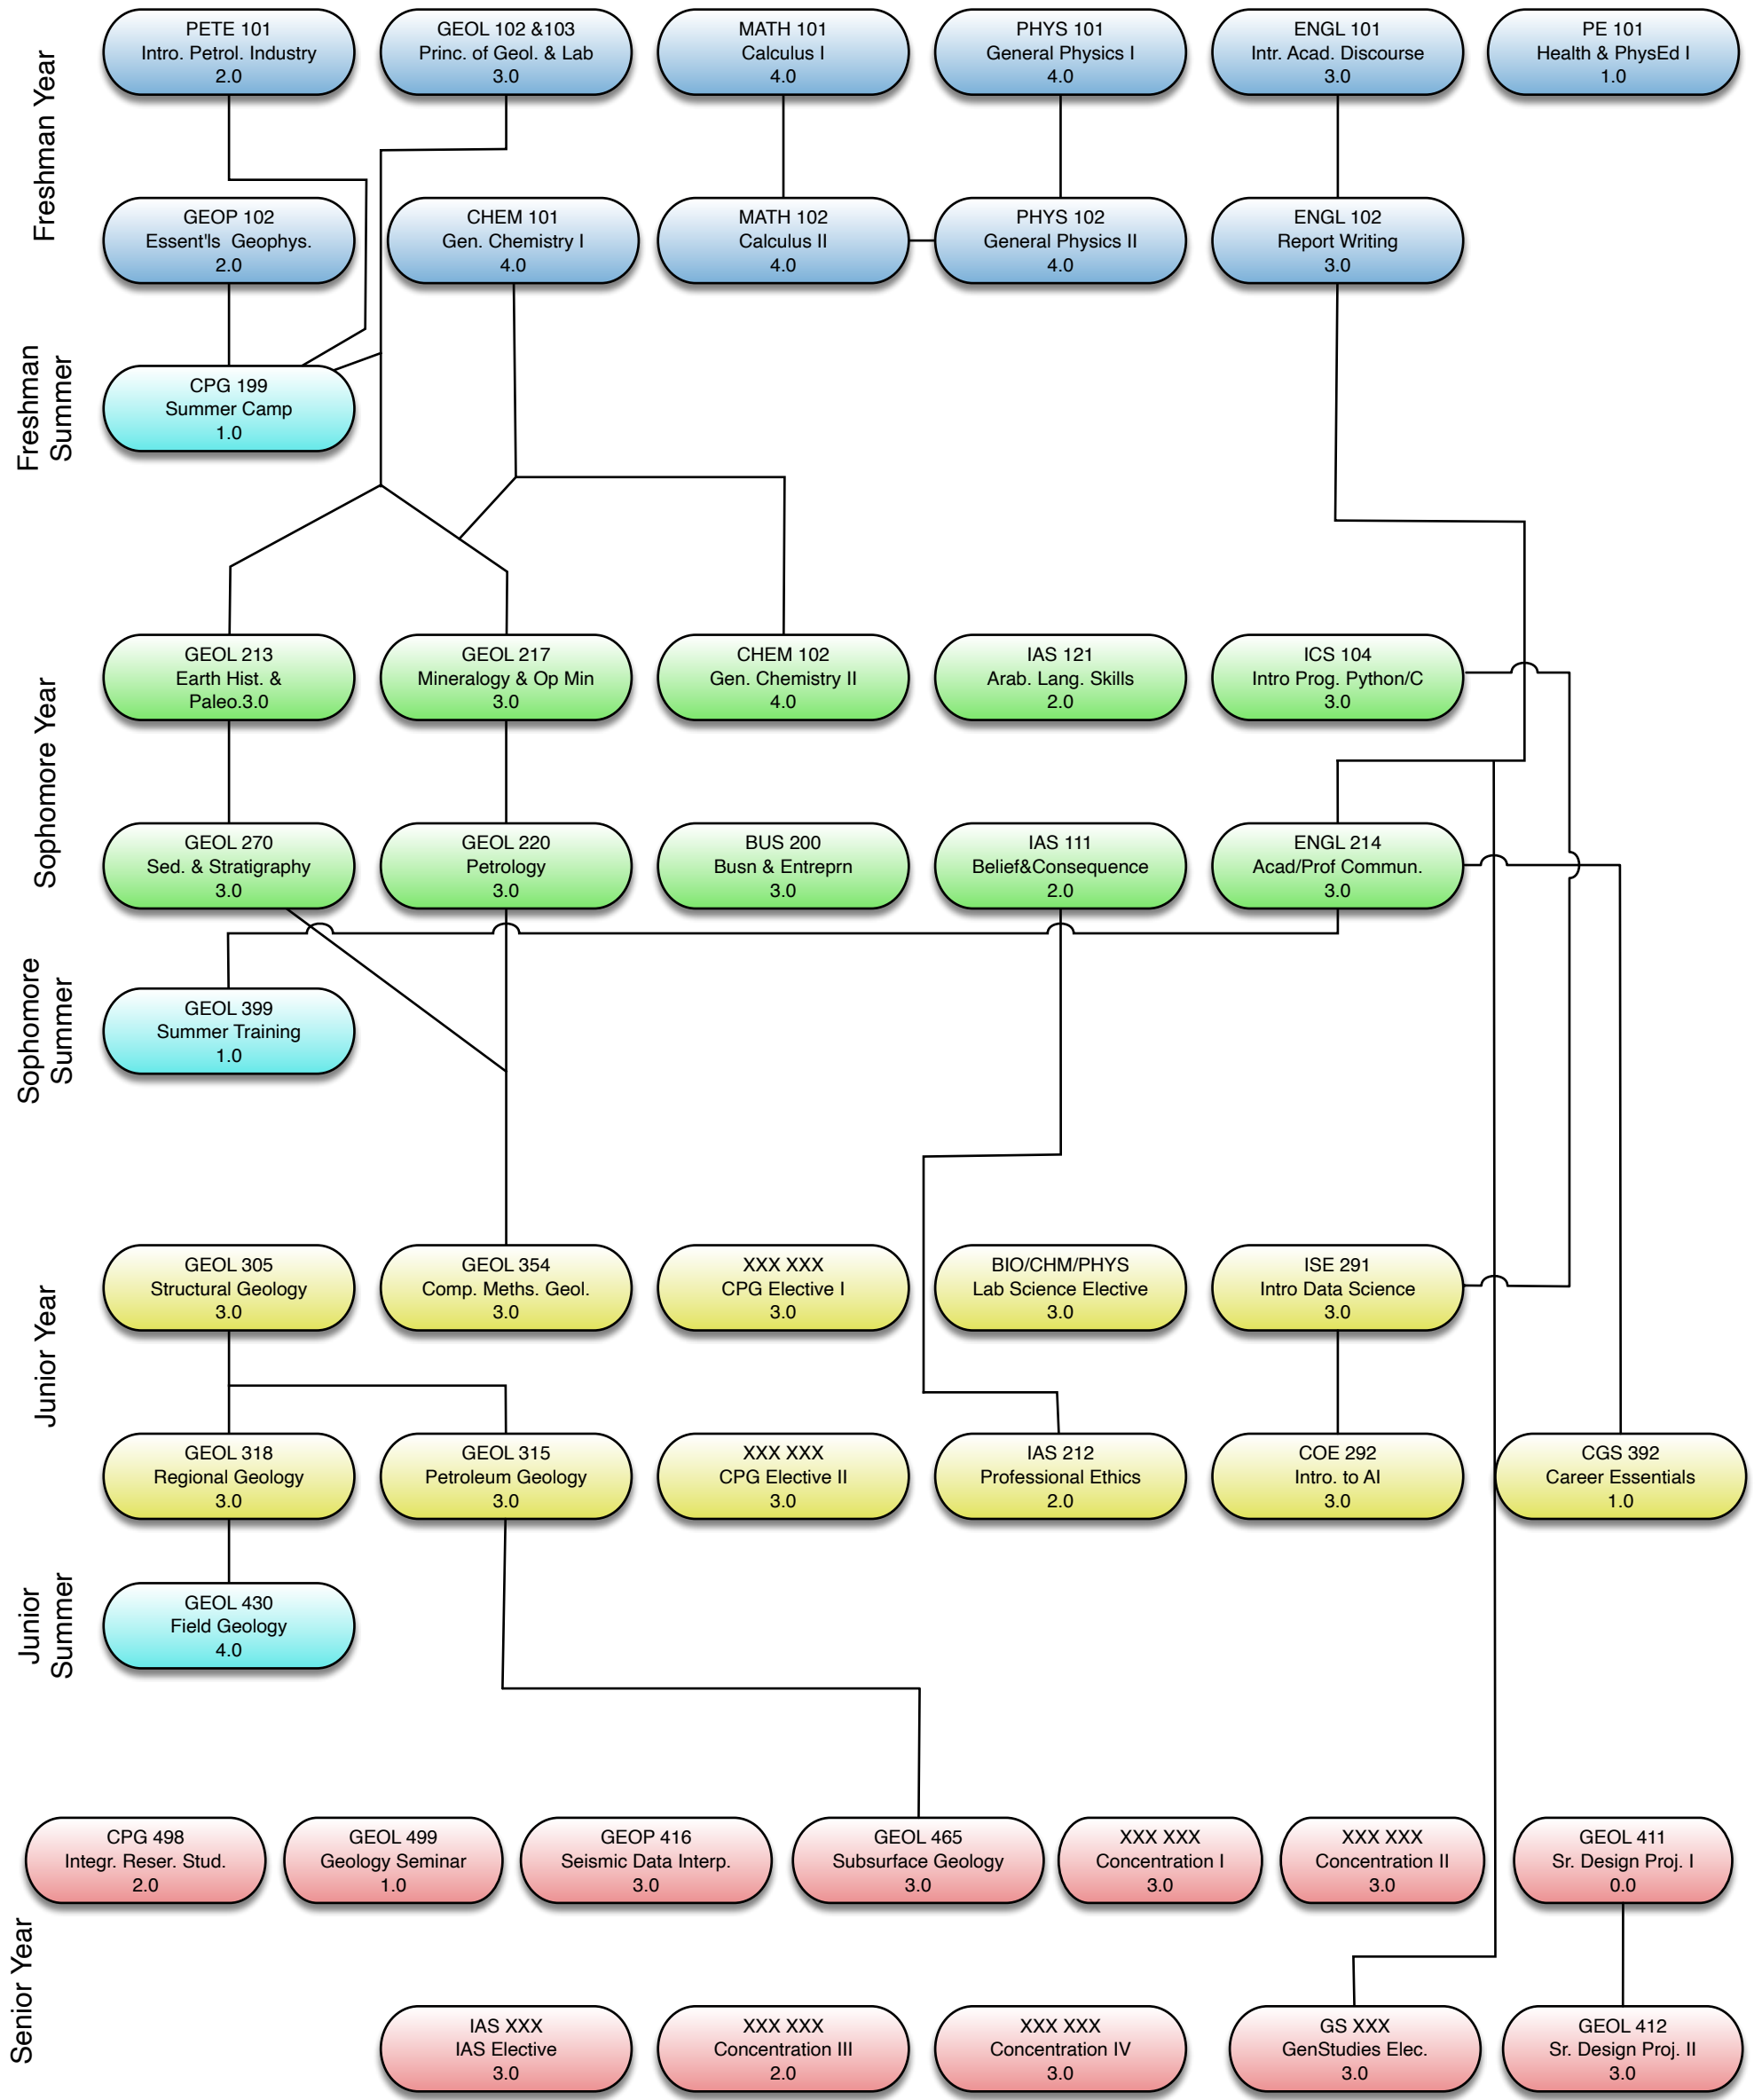 Freshman Year
PETE 101
Intro. Petrol. Industry
2.0
GEOL 102 &103
Princ. of Geol. & Lab
3.0
MATH 101
Calculus I
4.0
PHYS 101
General Physics I
4.0
ENGL 101
Intr. Acad. Discourse
3.0
PE 101
Health & PhysEd I
1.0
GEOP 102
Essent'ls Geophys.
2.0
CHEM 101
Gen. Chemistry I
4.0
MATH 102
Calculus II
4.0
PHYS 102
General Physics II
4.0
ENGL 102
Report Writing
3.0
Freshman
Summer
CPG 199
Summer Camp
1.0
Sophomore Year
GEOL 213
Earth Hist. &
Paleo.3.0
GEOL 217
Mineralogy & Op Min
3.0
CHEM 102
Gen. Chemistry II
4.0
IAS 121
Arab. Lang. Skills
2.0
ICS 104
Intro Prog. Python/C
3.0
GEOL 270
Sed. & Stratigraphy
3.0
GEOL 220
Petrology
3.0
BUS 200
Busn & Entreprn
3.0
IAS 111
Belief&Consequence
2.0
ENGL 214
Acad/Prof Commun.
3.0
Sophomore
Summer
GEOL 399
Summer Training
1.0
Junior Year
GEOL 305
Structural Geology
3.0
GEOL 354
Comp. Meths. Geol.
3.0
XXX XXX
CPG Elective I
3.0
BIO/CHM/PHYS
Lab Science Elective
3.0
ISE 291
Intro Data Science
3.0
GEOL 318
Regional Geology
3.0
GEOL 315
Petroleum Geology
3.0
XXX XXX
CPG Elective II
3.0
IAS 212
Professional Ethics
2.0
COE 292
Intro. to AI
3.0
CGS 392
Career Essentials
1.0
Junior
Summer
GEOL 430
Field Geology
4.0
Senior Year
CPG 498
Integr. Reser. Stud.
2.0
GEOL 499
Geology Seminar
1.0
GEOP 416
Seismic Data Interp.
3.0
GEOL 465
Subsurface Geology
3.0
XXX XXX
Concentration I
3.0
XXX XXX
Concentration II
3.0
GEOL 411
Sr. Design Proj. I
0.0
IAS XXX
IAS Elective
3.0
XXX XXX
Concentration III
2.0
XXX XXX
Concentration IV
3.0
GS XXX
GenStudies Elec.
3.0
GEOL 412
Sr. Design Proj. II
3.0